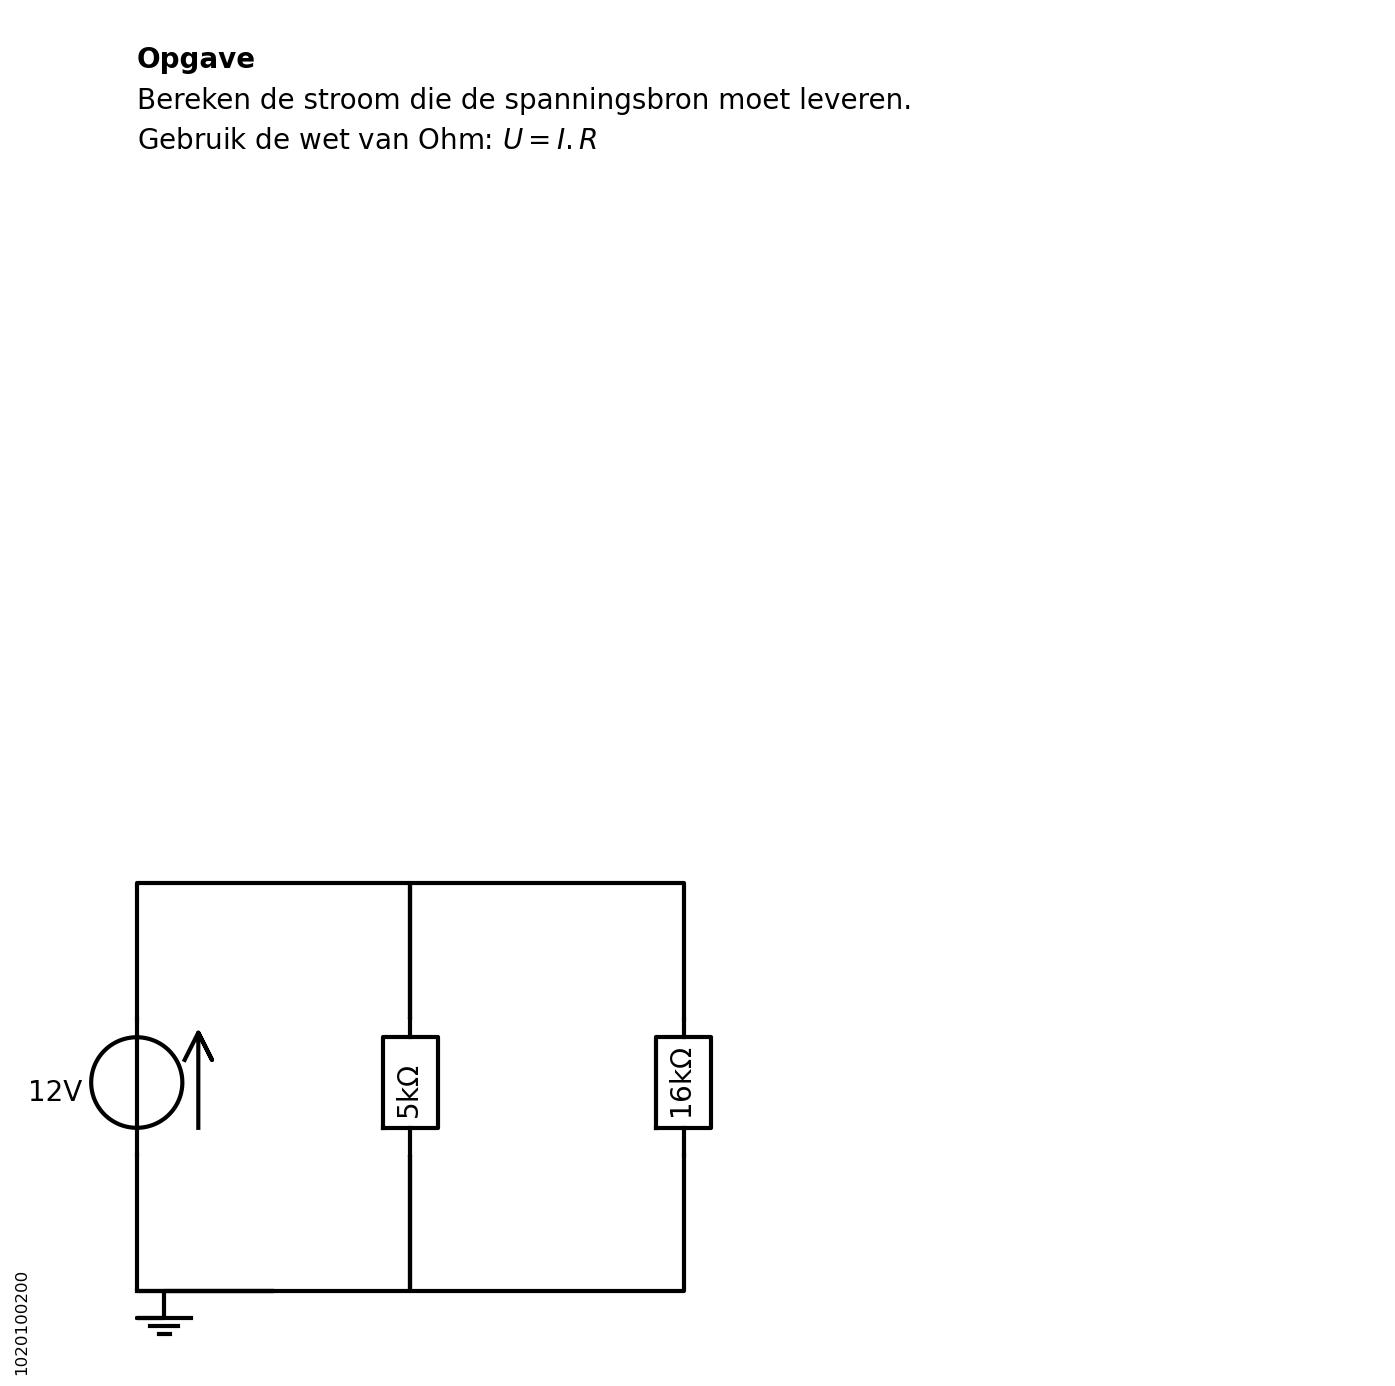 Opgave
Bereken de stroom die de spanningsbron moet leveren.
Gebruik de wet van Ohm: U = I. R
12V
5kΩ
16kΩ
1020100200